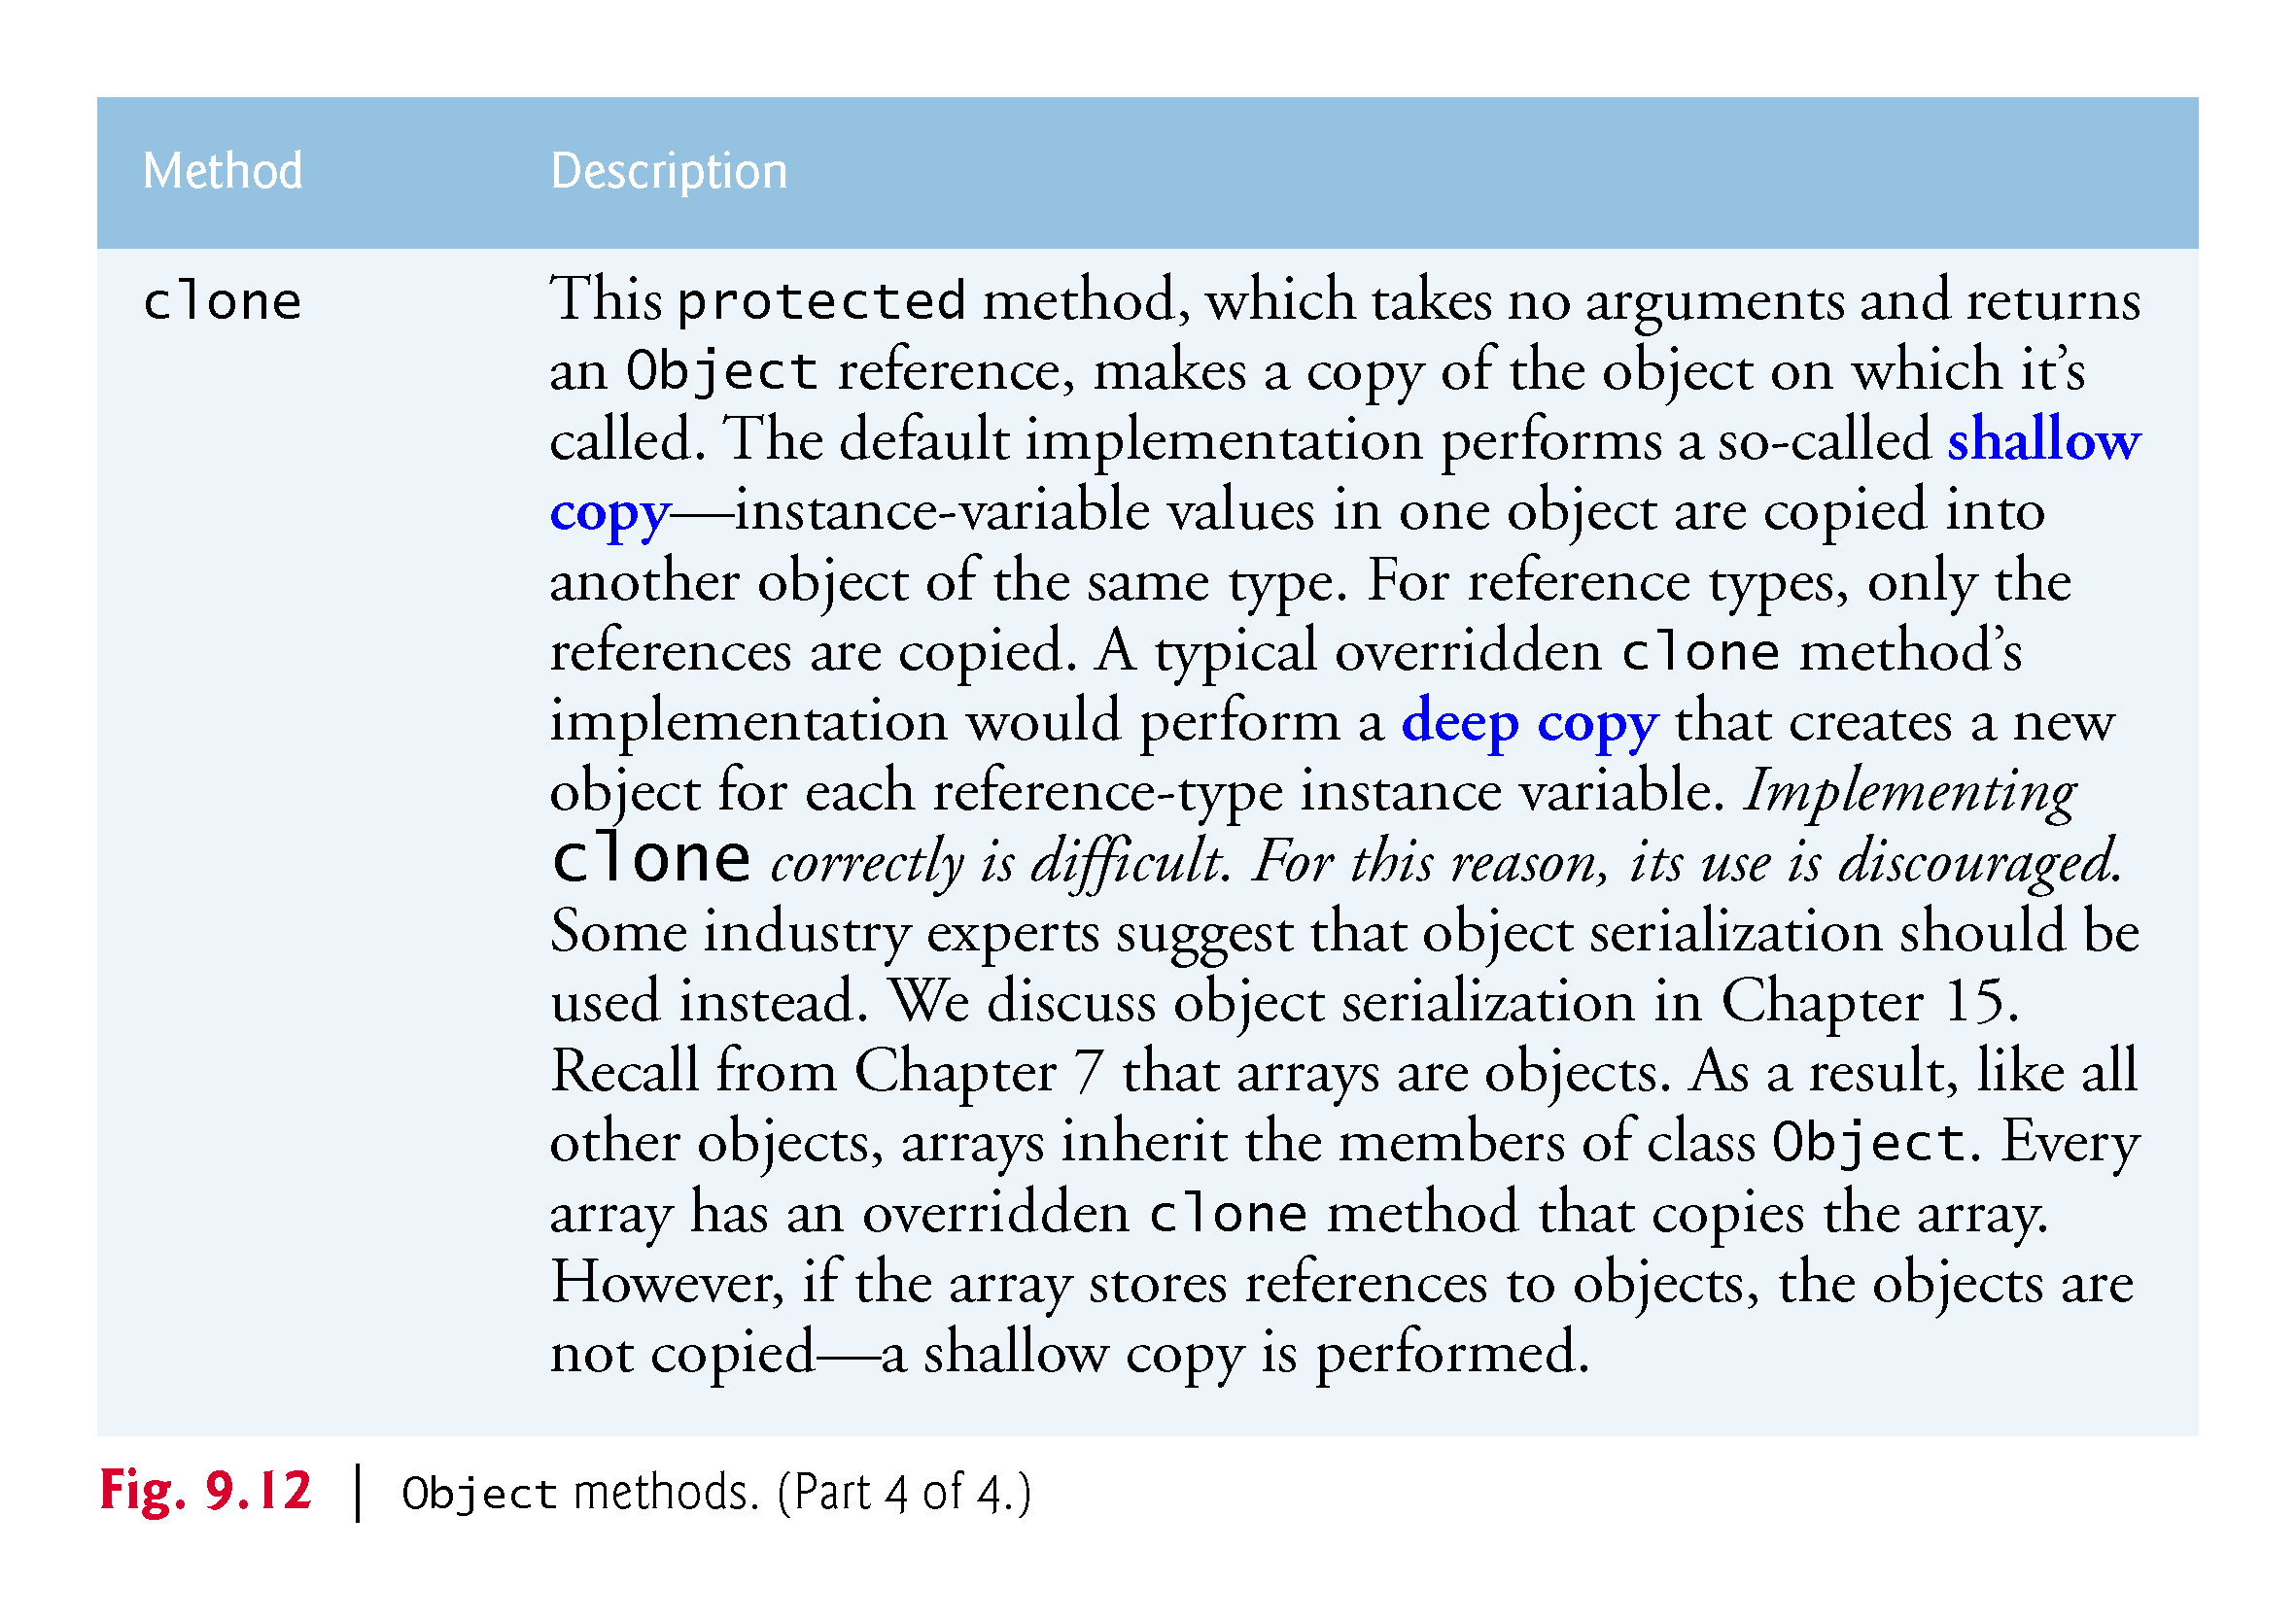 Method Description
clone This protected method, which takes no arguments and returns
an Object reference, makes a copy of the object on which it’s
called. The default implementation performs a so-called shallow
copy—instance-variable values in one object are copied into
another object of the same type. For reference types, only the
references are copied. A typical overridden clone method’s
implementation would perform a deep copy that creates a new
object for each reference-type instance variable. Implementing
clone correctly is difficult. For this reason, its use is discouraged.
Some industry experts suggest that object serialization should be
used instead. We discuss object serialization in Chapter 15.
Recall from Chapter 7 that arrays are objects. As a result, like all
other objects, arrays inherit the members of class Object. Every
array has an overridden clone method that copies the array.
However, if the array stores references to objects, the objects are
not copied—a shallow copy is performed.
Fig. 9.12 | Object methods. (Part 4 of 4.)